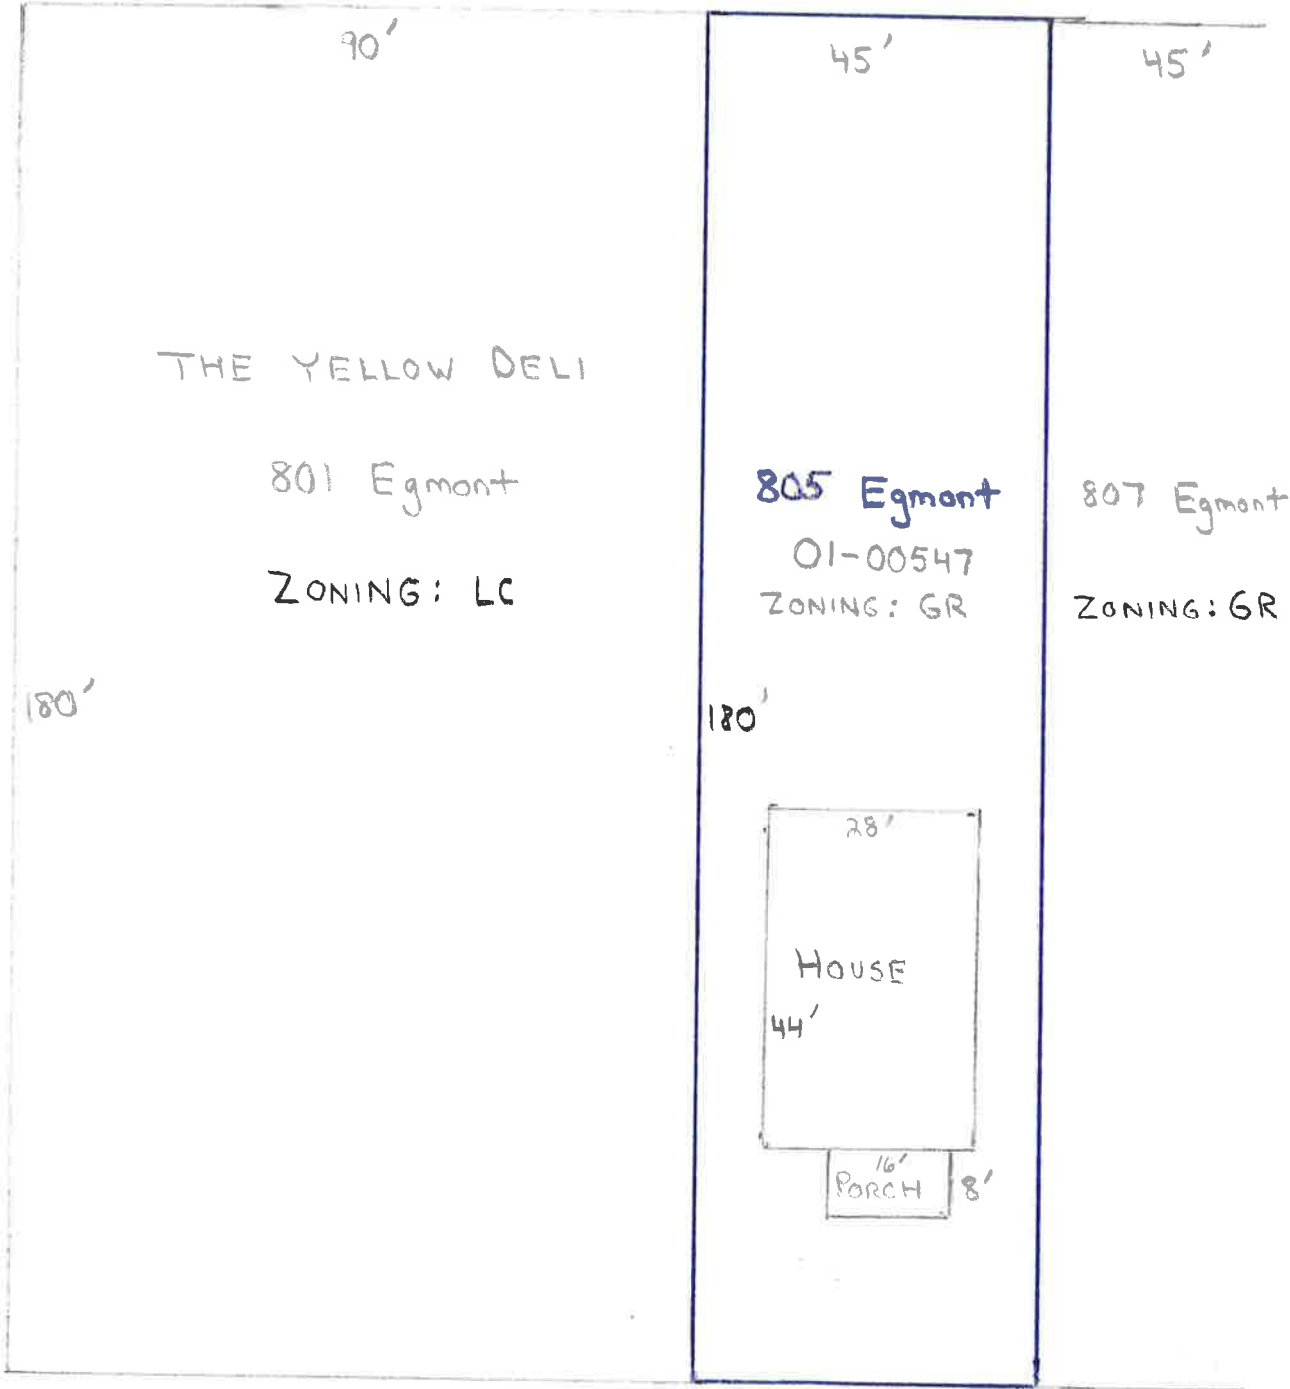 90'
45'
45'
THE YELLOW DELI
801 Egmont
ZONING: LC
180'
805 Egmont
01-00547
ZONING: GR
180'
807 Egmont
ZONING: GR
28'
HOUSE
44'
16'
PORCH
8'